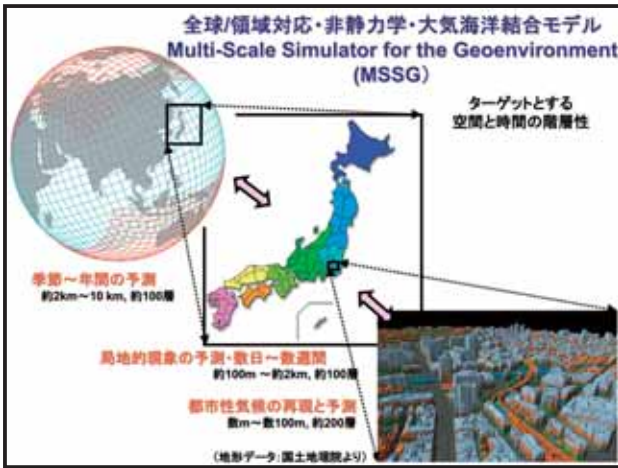 全球/領域対応・非静力学・大気海洋結合モデル
Multi-Scale Simulator for the Geoenvironment
(MSSG)
ターゲットとする
空間と時間の階層性
季節～年間の予測
約2km～10 km, 約100層
局地的現象の予測・数日～数週間
約100m ～約2km, 約100層
都市性気候の再現と予測
数m～数100m, 約200層
(地形データ：国土地理院より)